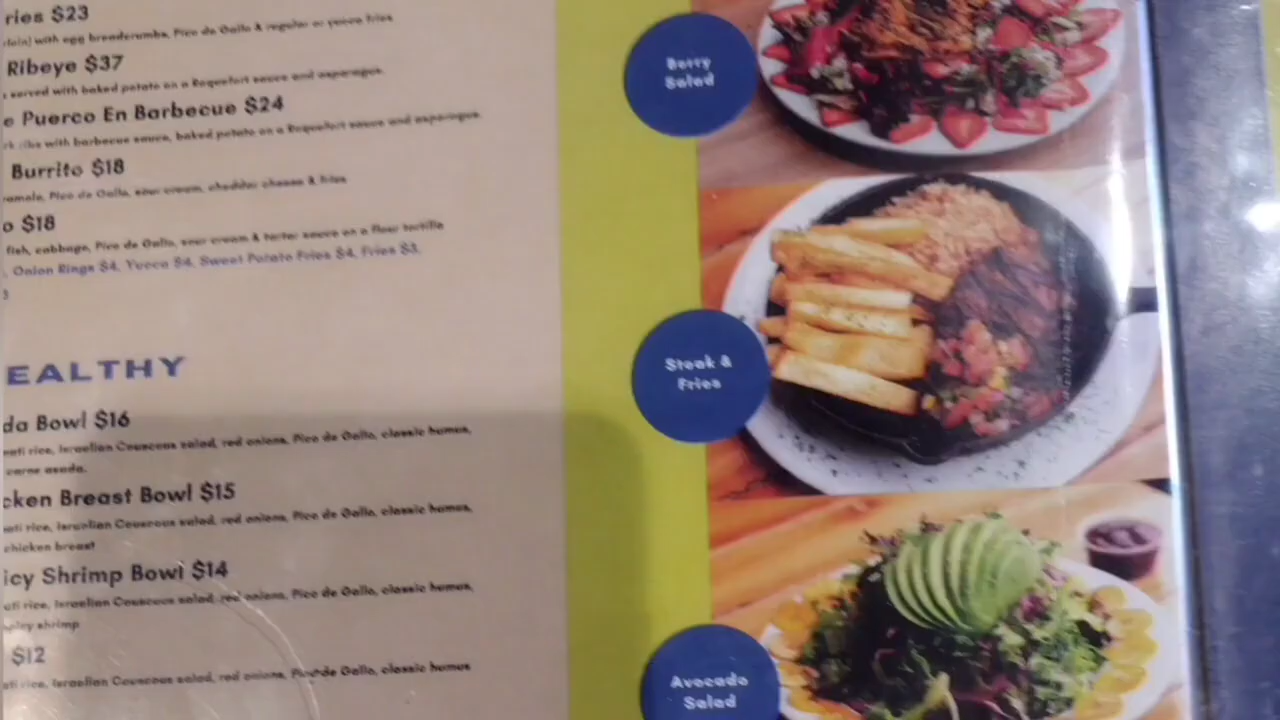 ries $23
with egg breadcrumbs, Pico de Gallo & regular or yucca fries
Ribeye $37
served with baked potato on a Roquefort sauce and asparagus.
e Puerco En Barbecue $24
ribs with barbecue sauce, baked potato on a Roquefort sauce and asparagus.
Burrito $18
Pico de Gallo, sour cream, cheddar cheese & fries
o $18
fish, cabbage, Pico de Gallo, sour cream & tartar sauce on a flour tortilla
Onion Rings $4, Yucca $4, Sweet Potato Fries $4, Fries $3,
EALTHY
da Bowl $16
rice, Israelian Couscous salad, red onions, Pico de Gallo, classic humus,
carne asada.
cken Breast Bowl $15
rice, Israelian Couscous salad, red onions, Pico de Gallo, classic humus,
chicken breast
icy Shrimp Bowl $14
rice, Israelian Couscous salad, red onions, Pico de Gallo, classic humus,
shrimp
$12
rice, Israelian Couscous salad, red onions, Pico de Gallo, classic humus
Berry
Salad
Steak &
Fries
Avocado
Salad